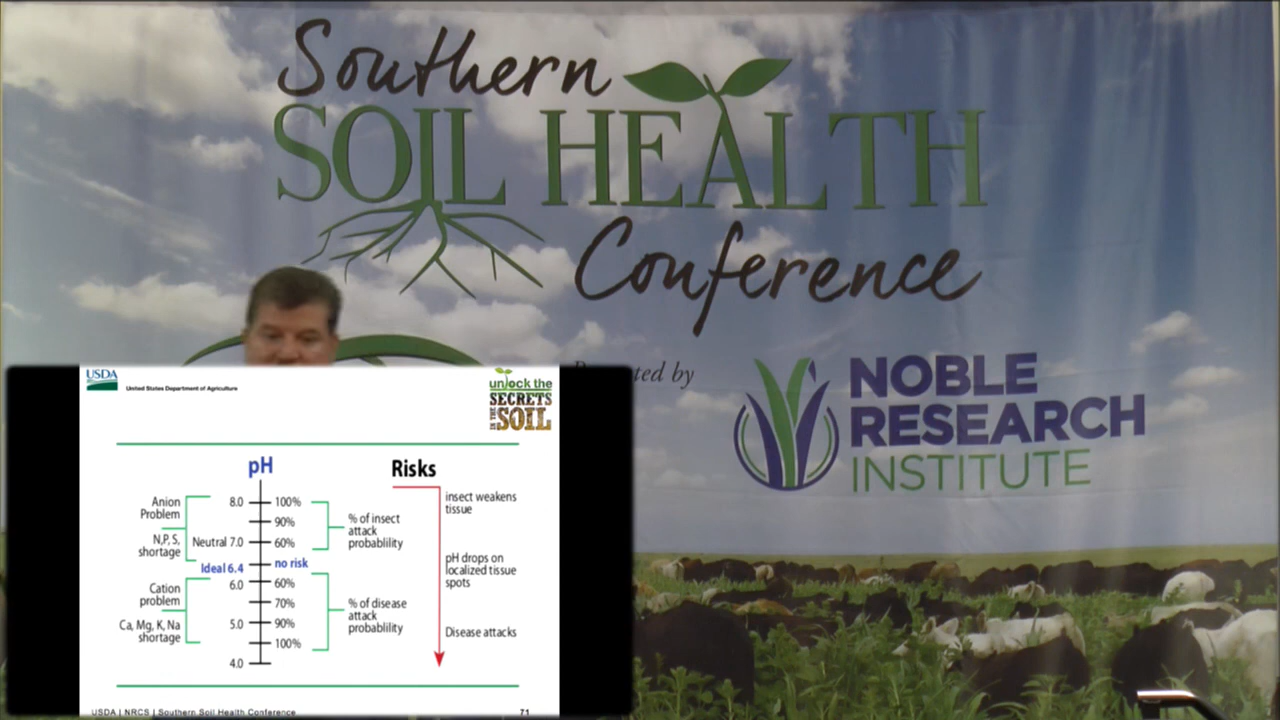 Southern
SOIL HEALTH
Conference
ted by
NOBLE
RESEARCH
INSTITUTE
USDA
United States Department of Agriculture
unlock the
SECRETS
IN THE
SOIL
pH
Risks
Anion
Problem
N,P, S,
shortage
Cation
problem
Ca, Mg, K, Na
shortage
8.0
100%
90%
Neutral 7.0
60%
Ideal 6.4
no risk
6.0
60%
70%
5.0
90%
100%
4.0
% of insect
attack
probablility
% of disease
attack
probablility
insect weakens
tissue
pH drops on
localized tissue
spots
Disease attacks
USDA | NRCS | Southern Soil Health Conference
71